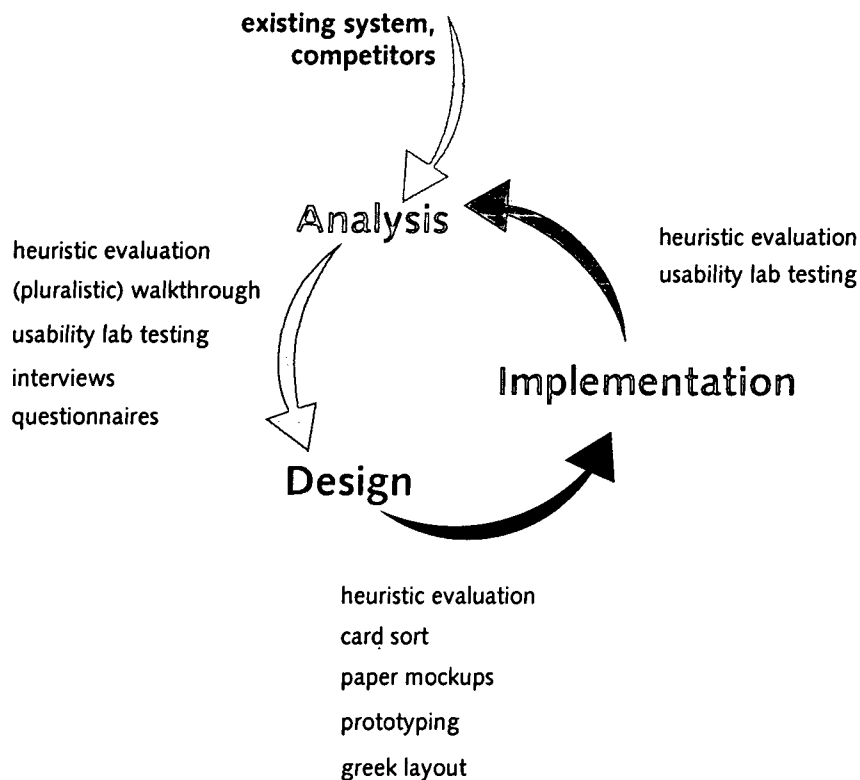 existing system,
competitors
Analysis
heuristic evaluation
(pluralistic) walkthrough
usability lab testing
interviews
questionnaires
heuristic evaluation
usability lab testing
Implementation
Design
heuristic evaluation
card sort
paper mockups
prototyping
greek layout